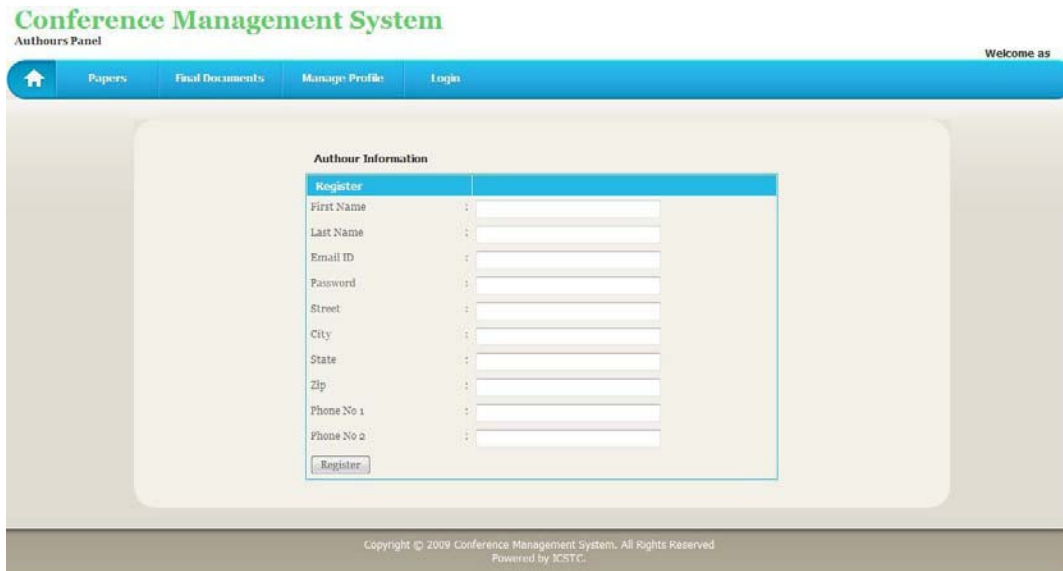 Conference Management System
Authours Panel
Welcome as
Papers Final Documents Manage Profile Login
Authour Information
Register
First Name :
Last Name :
Email ID :
Password :
Street :
City :
State :
Zip :
Phone No 1 :
Phone No 2 :
Register
Copyright © 2009 Conference Management System. All Rights Reserved
Powered by ICSTC.